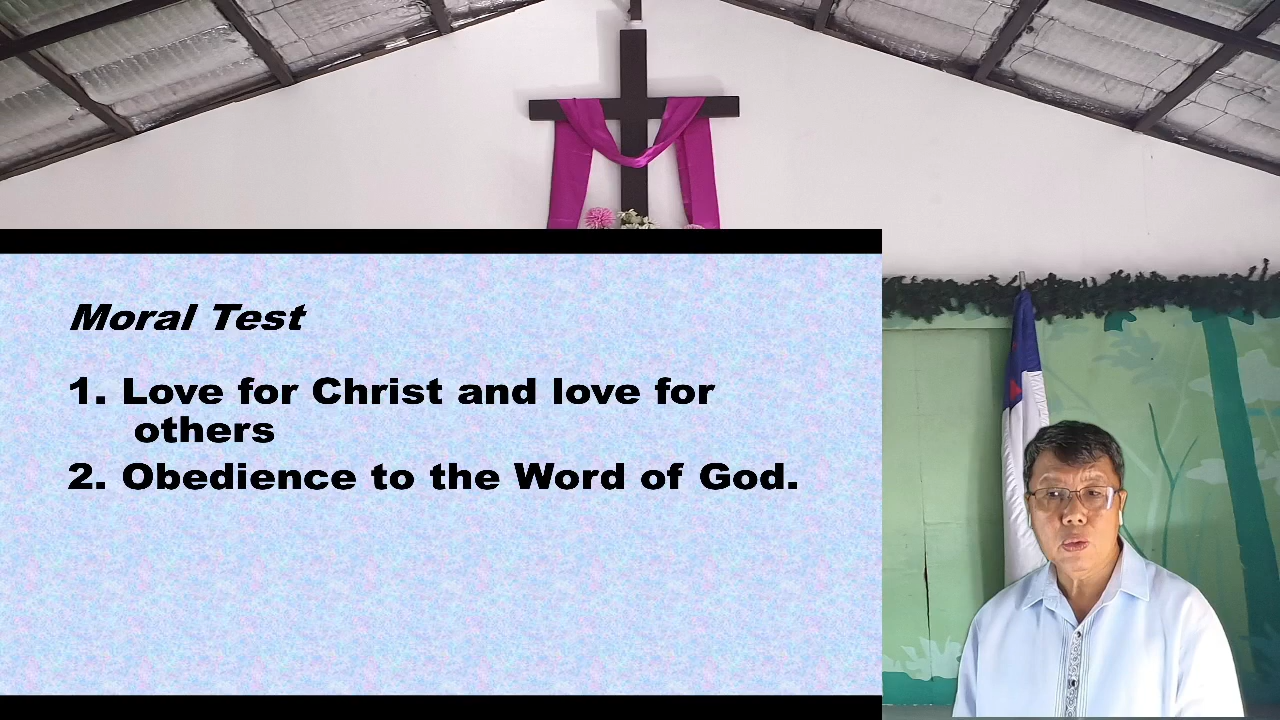 Moral Test
1. Love for Christ and love for
others
2. Obedience to the Word of God.